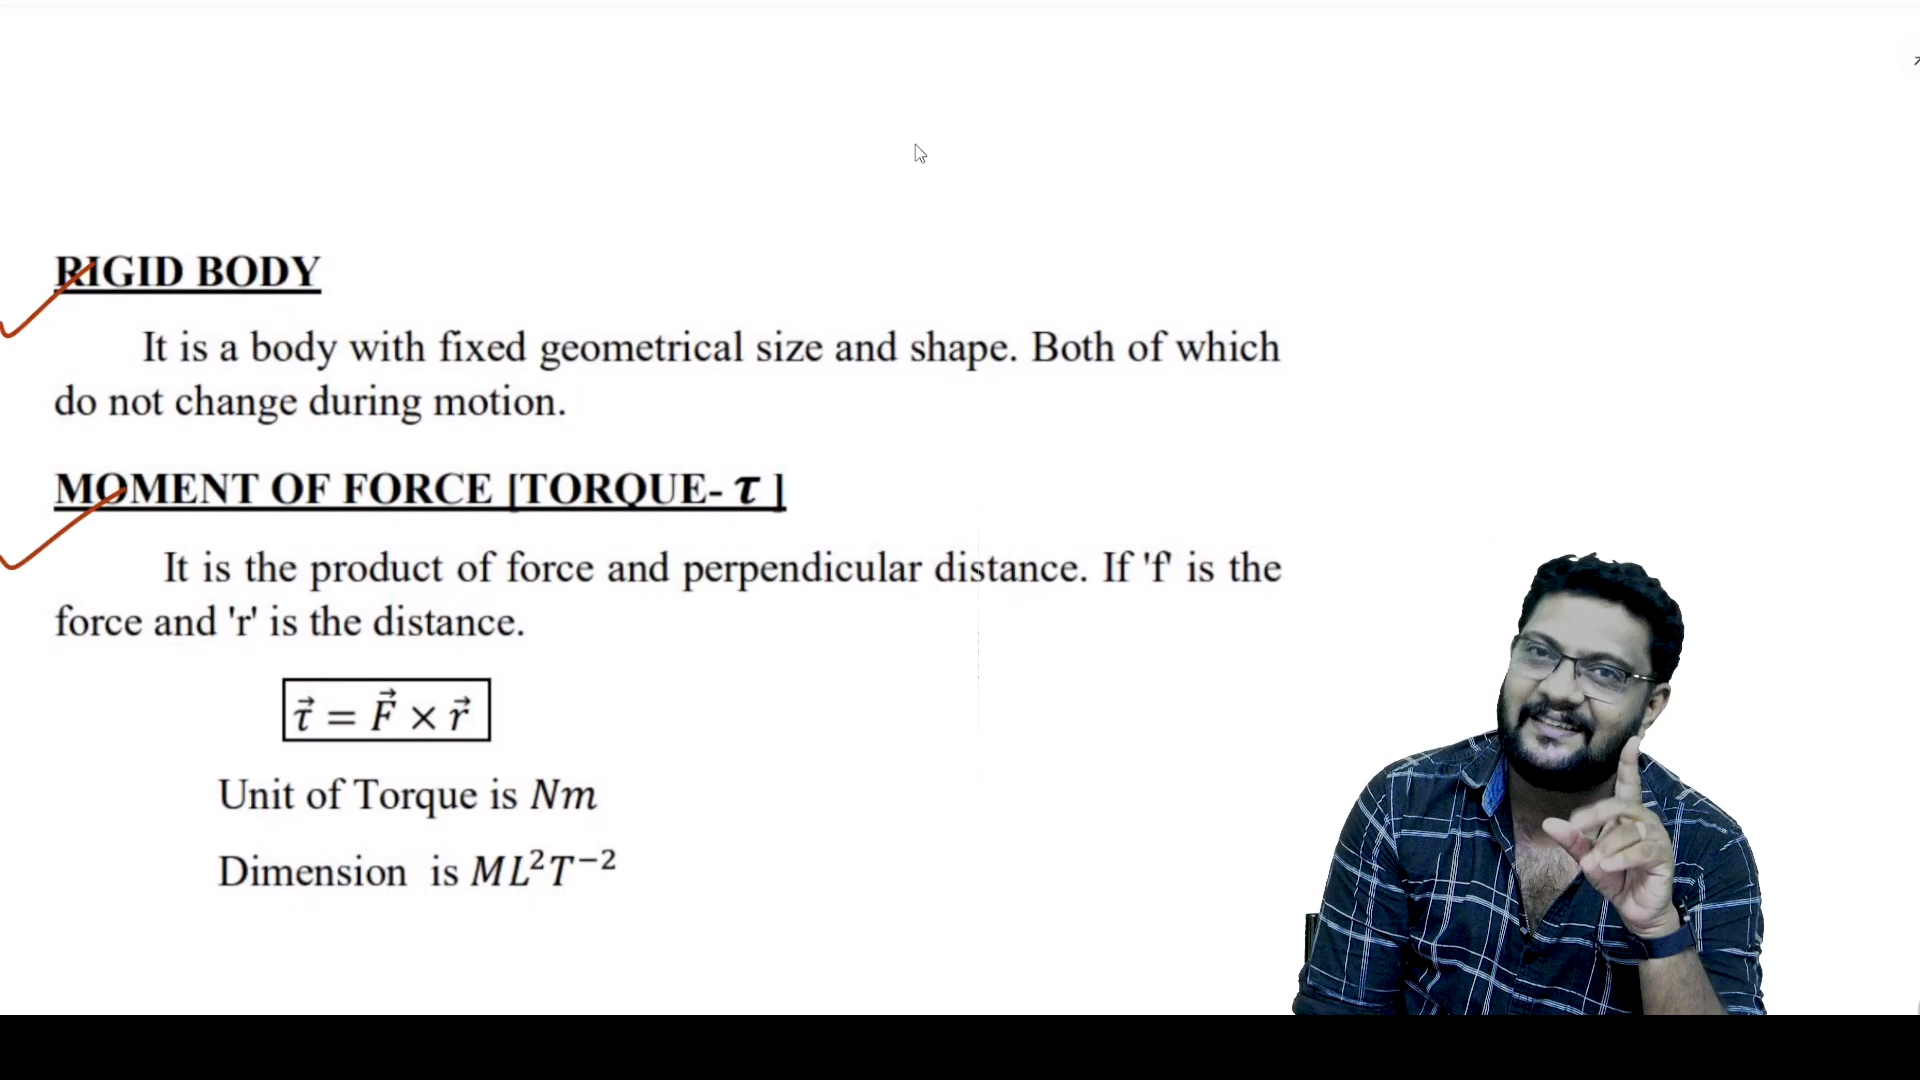 RIGID BODY
It is a body with fixed geometrical size and shape. Both of which
do not change during motion.
MOMENT OF FORCE [TORQUE- τ ]
It is the product of force and perpendicular distance. If 'f' is the
force and 'r' is the distance.
τ⃗ = F⃗ × r⃗
Unit of Torque is Nm
Dimension is ML²T⁻²